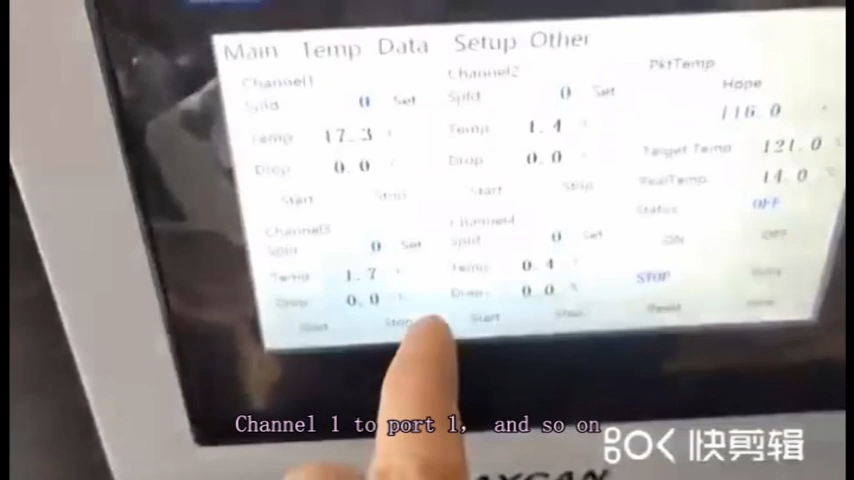 Main Temp Data Setup Other
Channel1
Spld 0 Set
Temp 17.3
Drop 0.0
Start Stop
Channel2
Spld 0 Set
Temp 1.4
Drop 0.0
Start Stop
PktTemp
Hope
116.0
Target Temp 121.0 ℃
RealTemp 14.0 ℃
Status OFF
ON OFF
STOP
Channel3
Spld 0 Set
Temp 1.7
Drop 0.0 ℃
Start Stop
Channel4
Spld 0 Set
Temp 0.4
Drop 0.0 ℃
Start Stop
Channel 1 to port 1, and so on
快剪辑